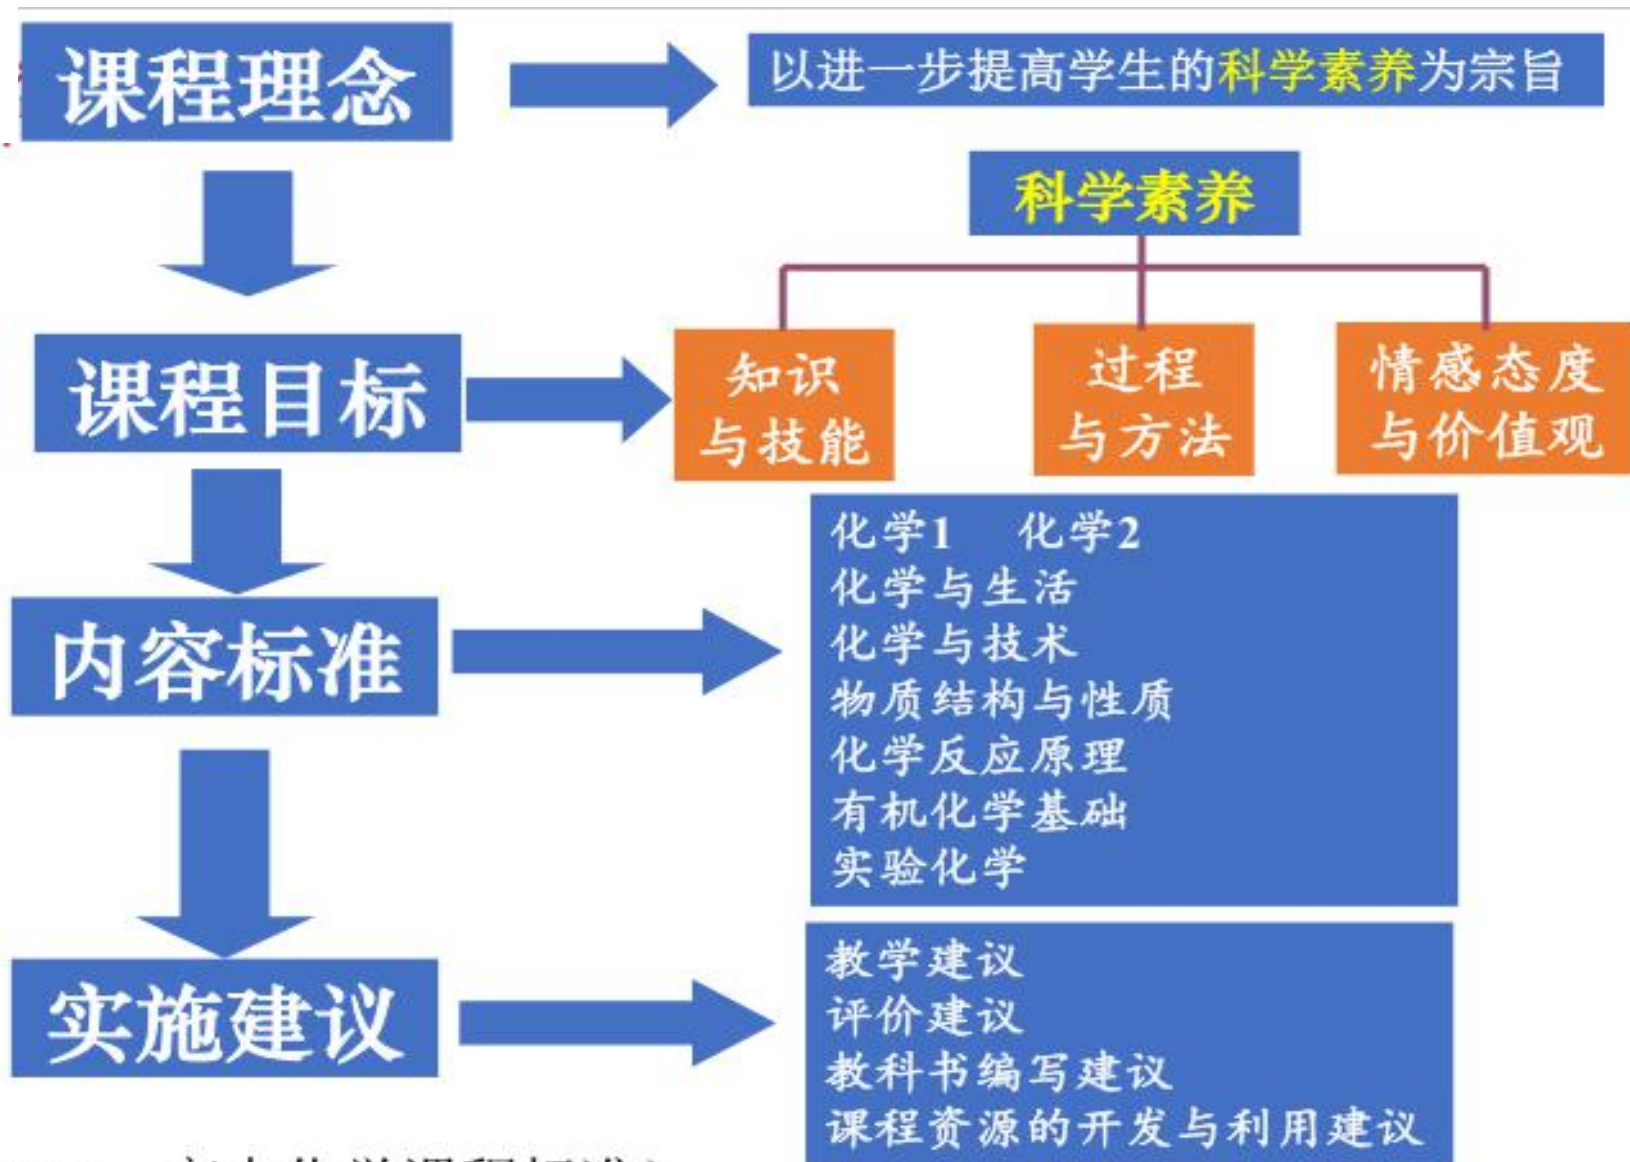 课程理念
以进一步提高学生的科学素养为宗旨
科学素养
课程目标
知识
与技能
过程
与方法
情感态度
与价值观
内容标准
化学1 化学2
化学与生活
化学与技术
物质结构与性质
化学反应原理
有机化学基础
实验化学
实施建议
教学建议
评价建议
教科书编写建议
课程资源的开发与利用建议
化学课程标准